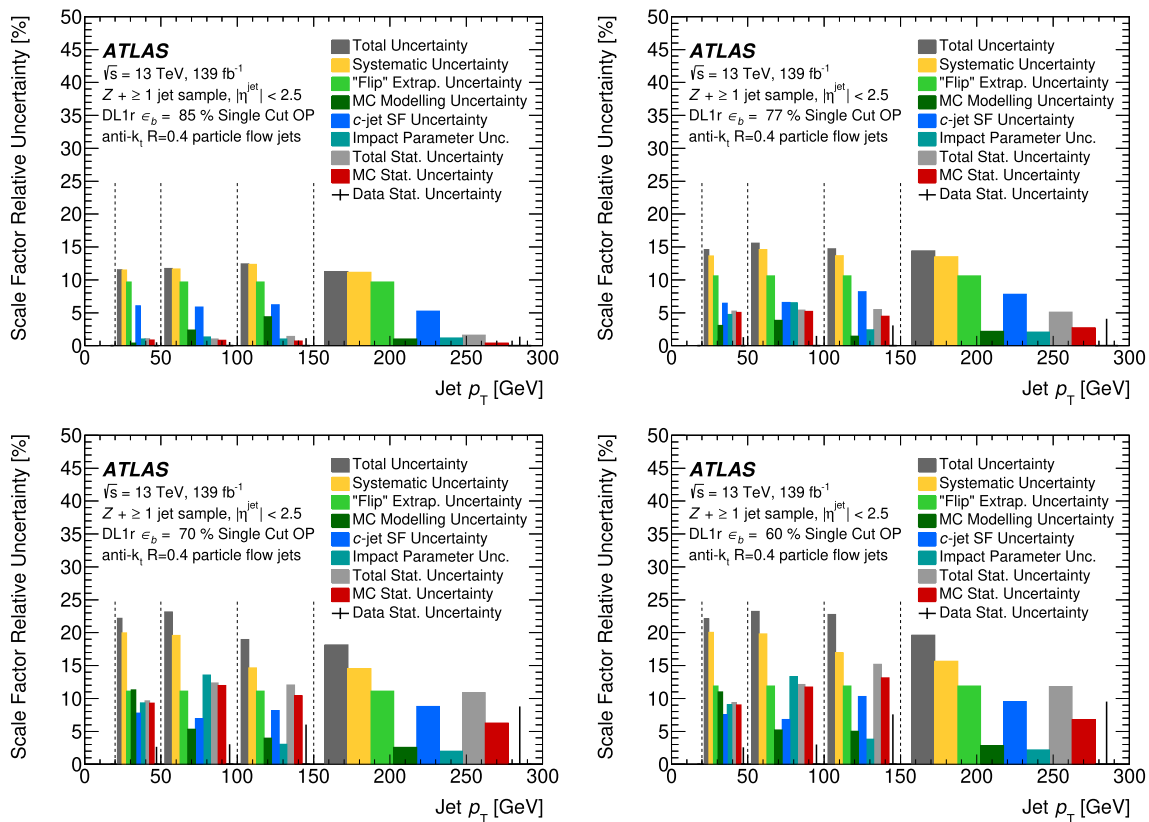 Scale Factor Relative Uncertainty [%]
50
45
40
35
30
25
20
15
10
5
0
ATLAS
√s = 13 TeV, 139 fb⁻¹
Z + ≥ 1 jet sample, |η^jet| < 2.5
DL1r ϵ_b = 85 % Single Cut OP
anti-k_t R=0.4 particle flow jets
Total Uncertainty
Systematic Uncertainty
"Flip" Extrap. Uncertainty
MC Modelling Uncertainty
c-jet SF Uncertainty
Impact Parameter Unc.
Total Stat. Uncertainty
MC Stat. Uncertainty
Data Stat. Uncertainty
0 50 100 150 200 250 300
Jet p_T [GeV]
Scale Factor Relative Uncertainty [%]
50
45
40
35
30
25
20
15
10
5
0
ATLAS
√s = 13 TeV, 139 fb⁻¹
Z + ≥ 1 jet sample, |η^jet| < 2.5
DL1r ϵ_b = 77 % Single Cut OP
anti-k_t R=0.4 particle flow jets
Total Uncertainty
Systematic Uncertainty
"Flip" Extrap. Uncertainty
MC Modelling Uncertainty
c-jet SF Uncertainty
Impact Parameter Unc.
Total Stat. Uncertainty
MC Stat. Uncertainty
Data Stat. Uncertainty
0 50 100 150 200 250 300
Jet p_T [GeV]
Scale Factor Relative Uncertainty [%]
50
45
40
35
30
25
20
15
10
5
0
ATLAS
√s = 13 TeV, 139 fb⁻¹
Z + ≥ 1 jet sample, |η^jet| < 2.5
DL1r ϵ_b = 70 % Single Cut OP
anti-k_t R=0.4 particle flow jets
Total Uncertainty
Systematic Uncertainty
"Flip" Extrap. Uncertainty
MC Modelling Uncertainty
c-jet SF Uncertainty
Impact Parameter Unc.
Total Stat. Uncertainty
MC Stat. Uncertainty
Data Stat. Uncertainty
0 50 100 150 200 250 300
Jet p_T [GeV]
Scale Factor Relative Uncertainty [%]
50
45
40
35
30
25
20
15
10
5
0
ATLAS
√s = 13 TeV, 139 fb⁻¹
Z + ≥ 1 jet sample, |η^jet| < 2.5
DL1r ϵ_b = 60 % Single Cut OP
anti-k_t R=0.4 particle flow jets
Total Uncertainty
Systematic Uncertainty
"Flip" Extrap. Uncertainty
MC Modelling Uncertainty
c-jet SF Uncertainty
Impact Parameter Unc.
Total Stat. Uncertainty
MC Stat. Uncertainty
Data Stat. Uncertainty
0 50 100 150 200 250 300
Jet p_T [GeV]